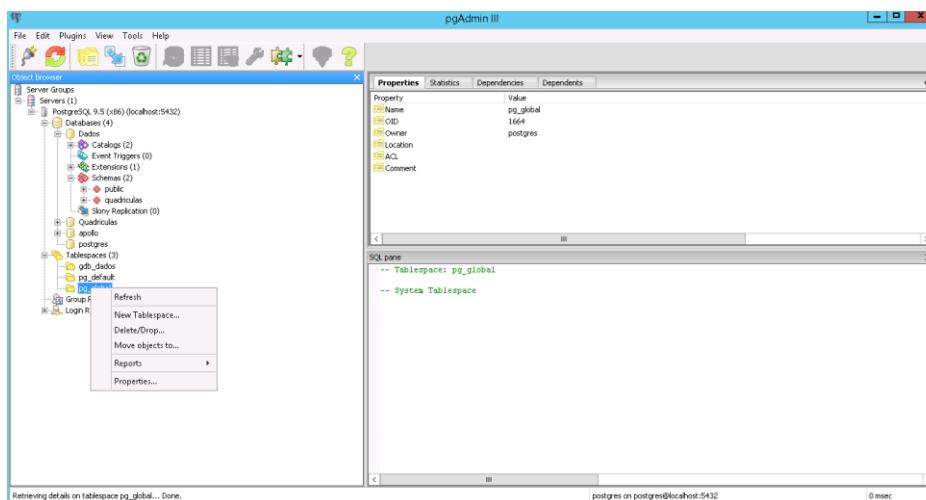 pgAdmin III
File Edit Plugins View Tools Help
Object browser
Server Groups
Servers (1)
PostgreSQL 9.5 (x86) (localhost:5432)
Databases (4)
Dados
Catalogs (2)
Event Triggers (0)
Extensions (1)
Schemas (2)
public
quadriculas
Slony Replication (0)
Quadriculas
apollo
postgres
Tablespaces (3)
gdb_dados
pg_default
pg_global
Group R
Login R
Refresh
New Tablespace...
Delete/Drop...
Move objects to...
Reports
Properties...
Properties Statistics Dependencies Dependents
Property Value
Name pg_global
OID 1664
Owner postgres
Location
ACL
Comment
SQL pane
-- Tablespace: pg_global
-- System Tablespace
Retrieving details on tablespace pg_global... Done. postgres on postgres@localhost:5432 0 msec